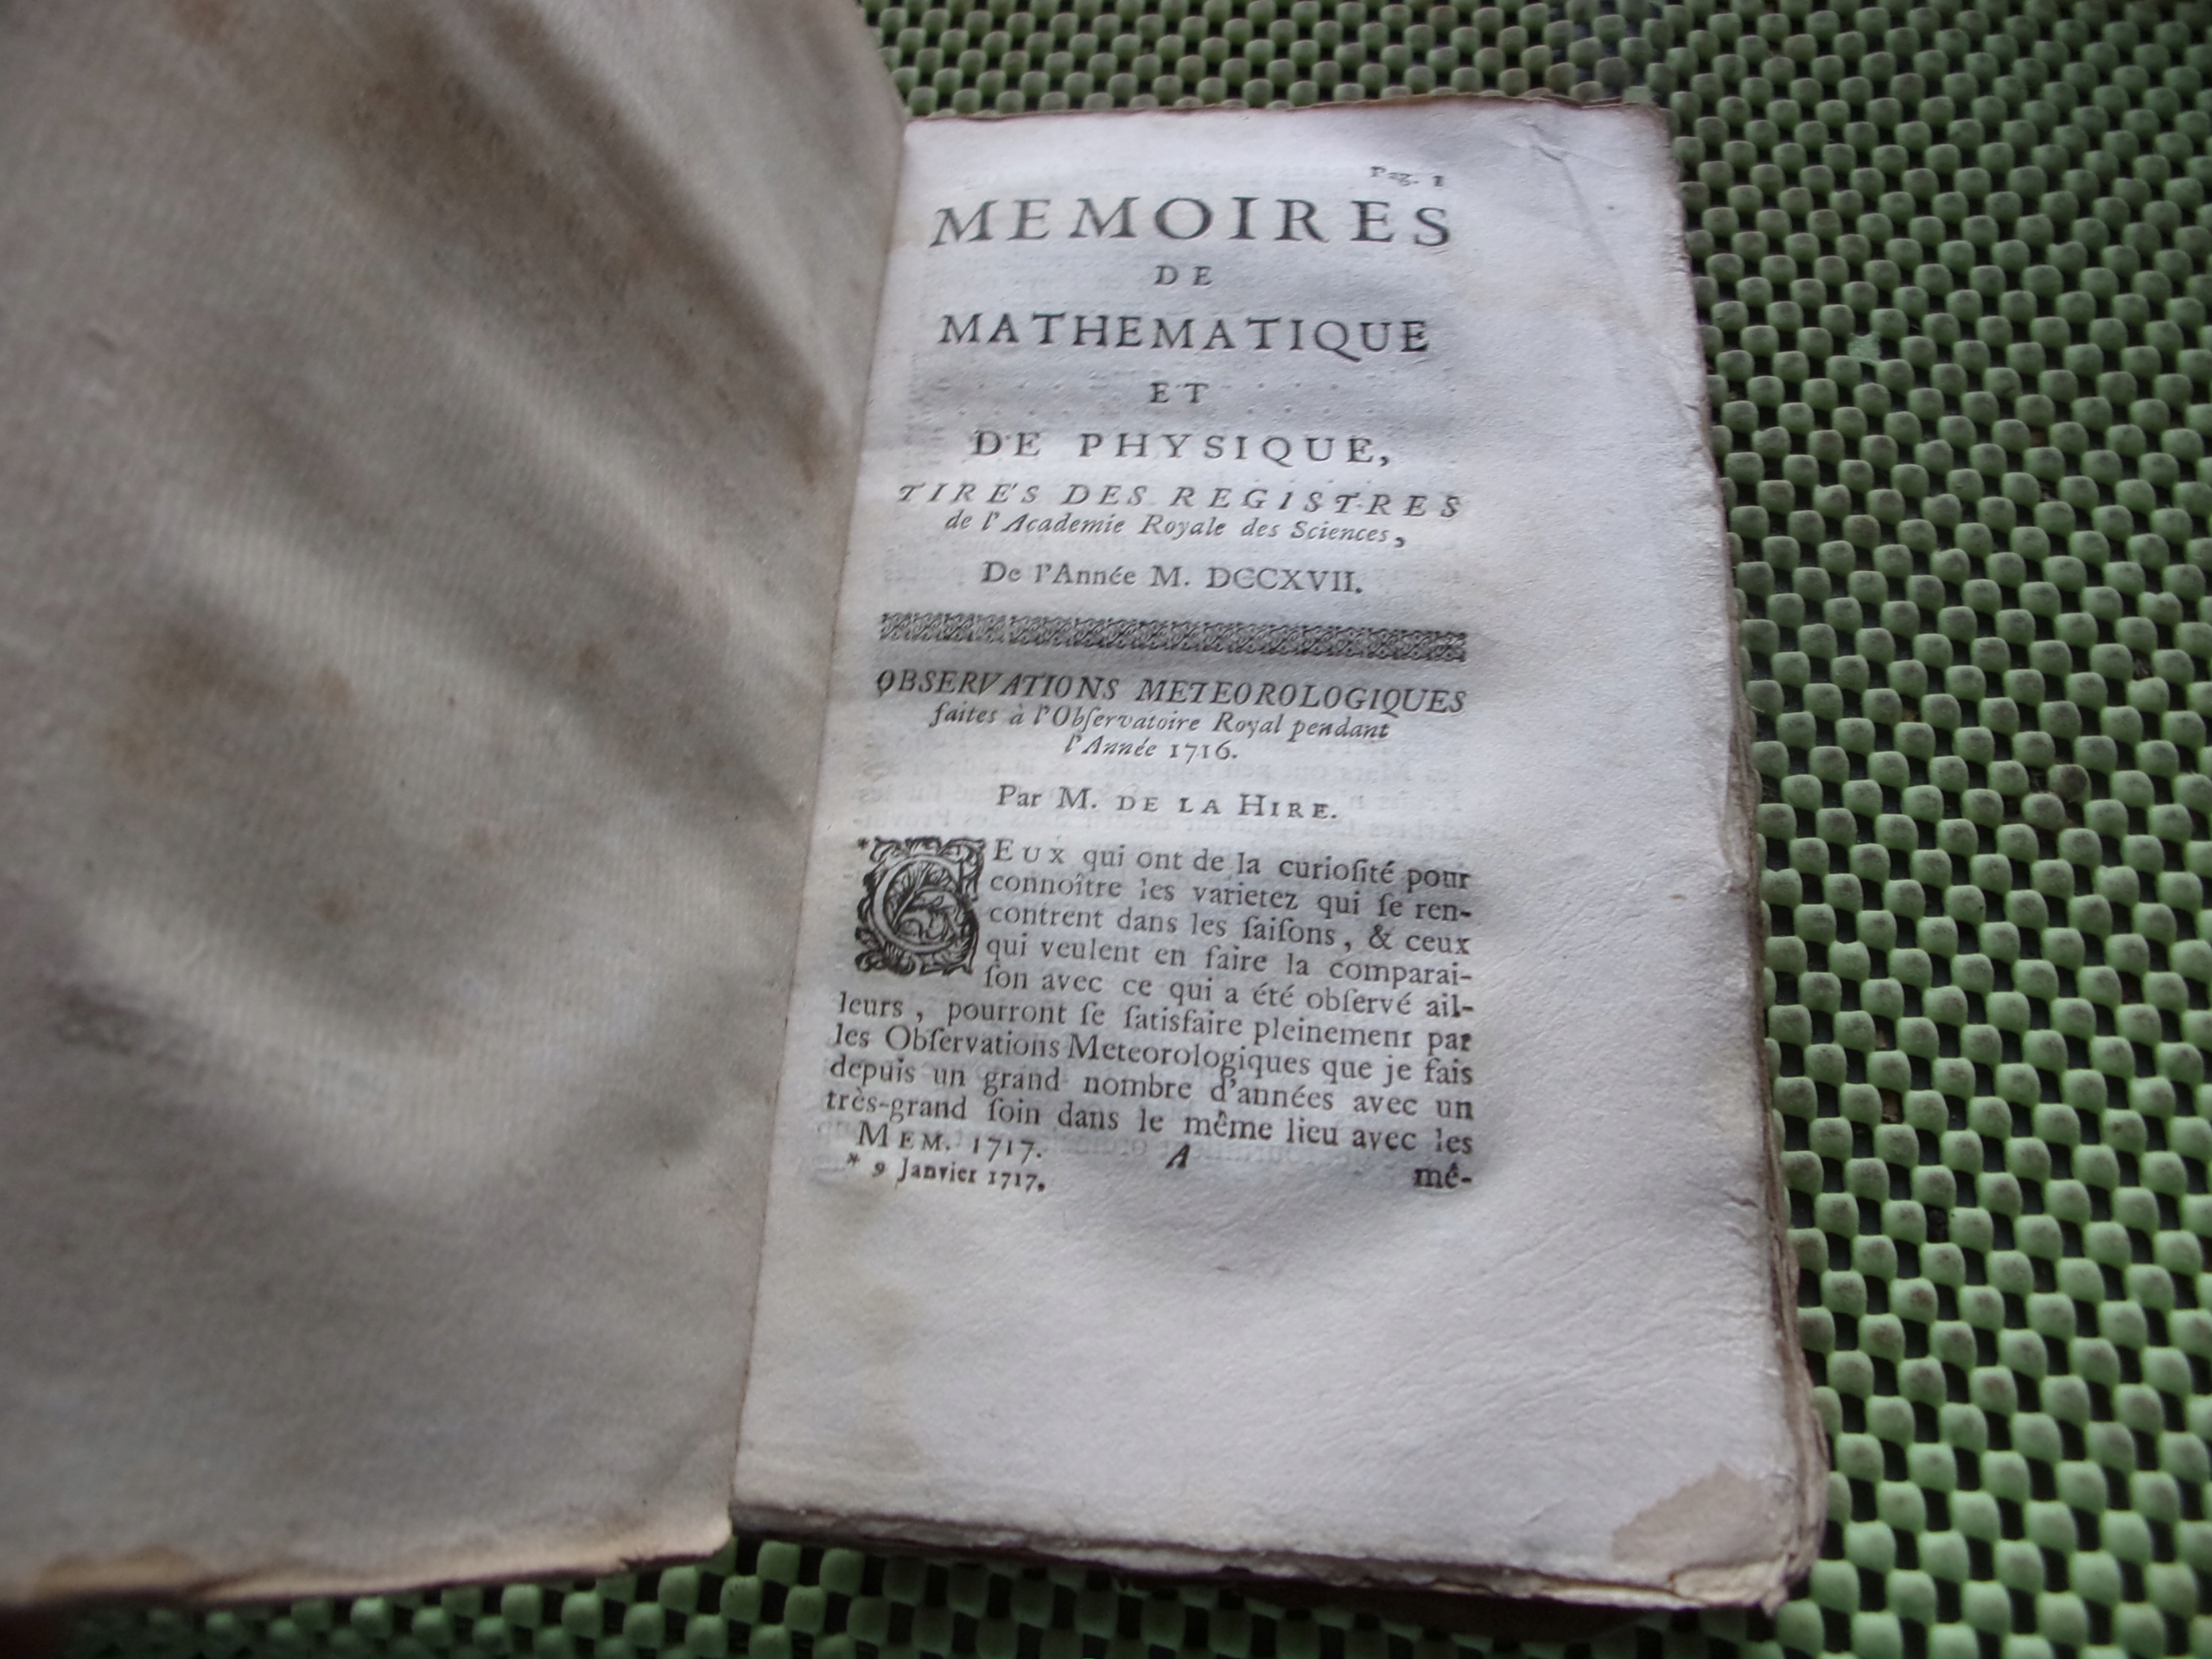 Pag. 1
MEMOIRES
DE
MATHEMATIQUE
ET
DE PHYSIQUE,
TIRE'S DES REGISTRES
de l'Academie Royale des Sciences,
De l'Année M. DCCXVII.
OBSERVATIONS METEOROLOGIQUES
faites à l'Obſervatoire Royal pendant
l'Année 1716.
Par M. DE LA HIRE.
*CEUX qui ont de la curioſité pour
connoître les varietez qui ſe ren-
contrent dans les ſaiſons, & ceux
qui veulent en faire la comparai-
ſon avec ce qui a été obſervé ail-
leurs, pourront ſe ſatisfaire pleinement par
les Obſervations Meteorologiques que je fais
depuis un grand nombre d'années avec un
très-grand ſoin dans le même lieu avec les
MEM. 1717. A mê-
* 9 Janvier 1717.